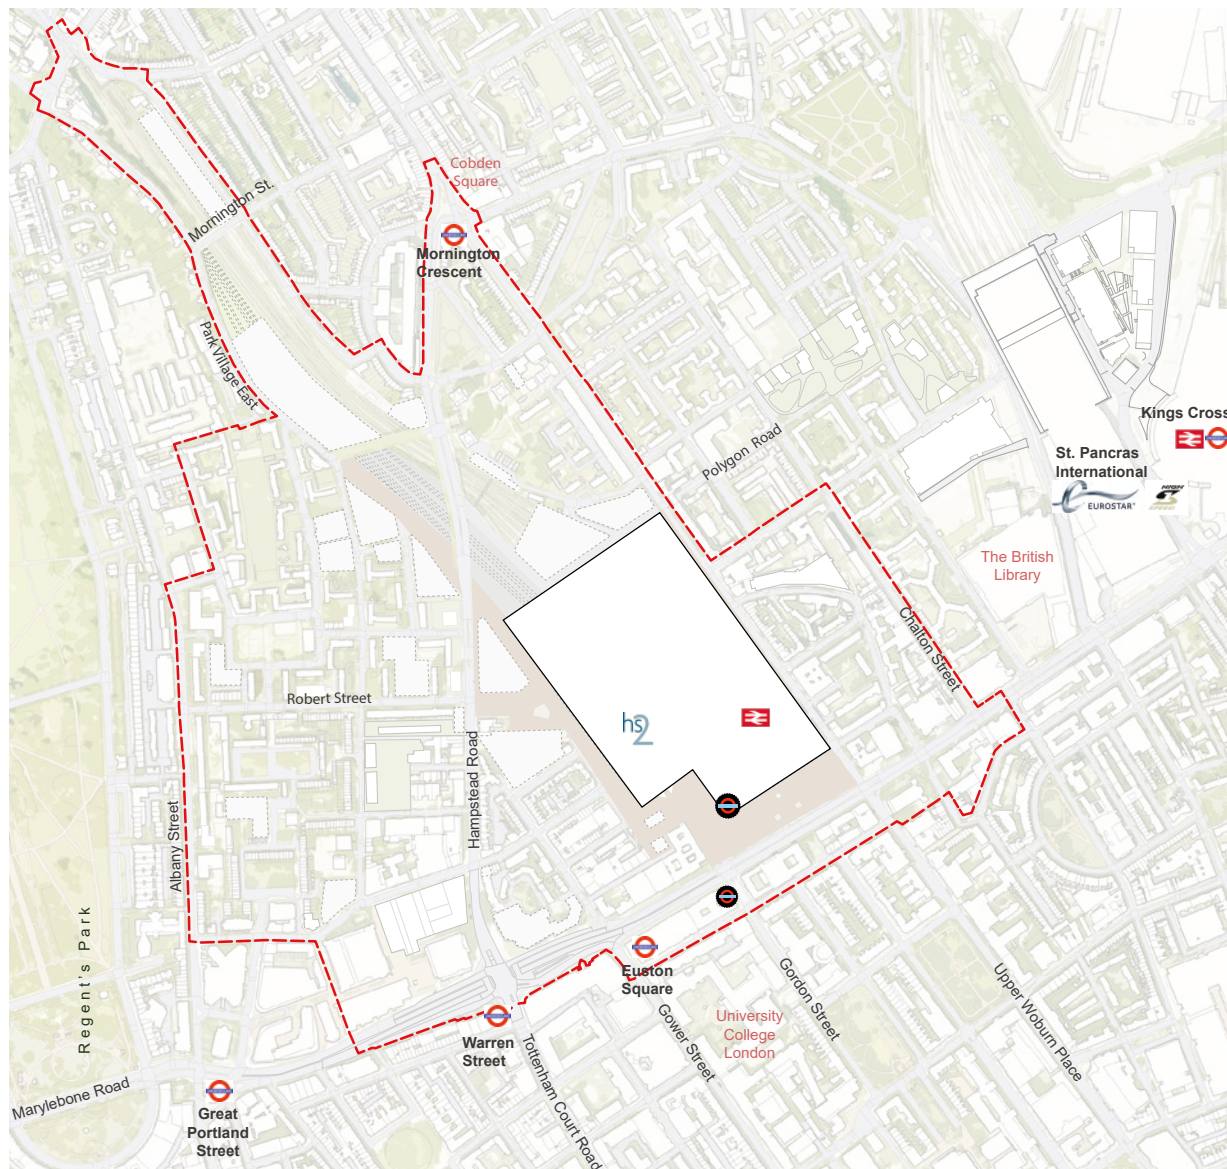 Cobden
Square
Mornington St.
Mornington
Crescent
Park Village East
Kings Cross
Polygon Road
St. Pancras
International
EUROSTAR
HIGH
SPEED
The British
Library
Chalton Street
Robert Street
hs2
Hampstead Road
Albany Street
Regent's Park
Euston
Square
Gordon Street
Upper Woburn Place
University
College
London
Gower Street
Warren
Street
Tottenham Court Road
Marylebone Road
Great
Portland
Street